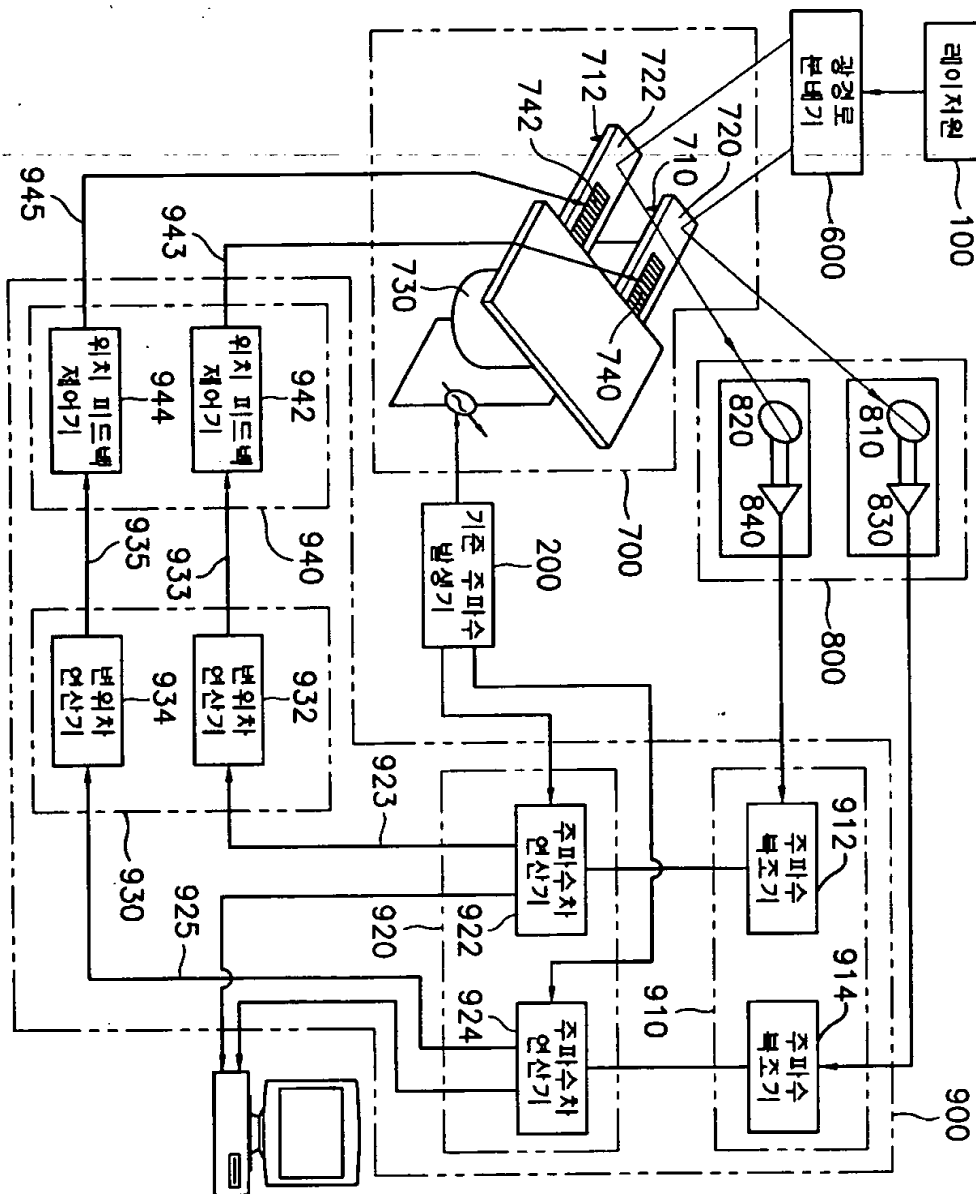 레이저원
100
광경로
분배기
600
722
720
712
710
742
740
730
700
820
840
810
830
800
945
943
위치 피드백
제어기
944
위치 피드백
제어기
942
940
935
933
기준 주파수
발생기
200
변위차
연산기
934
변위차
연산기
932
930
923
925
주파수차
연산기
922
920
주파수차
연산기
924
주파수
복조기
912
910
주파수
복조기
914
900